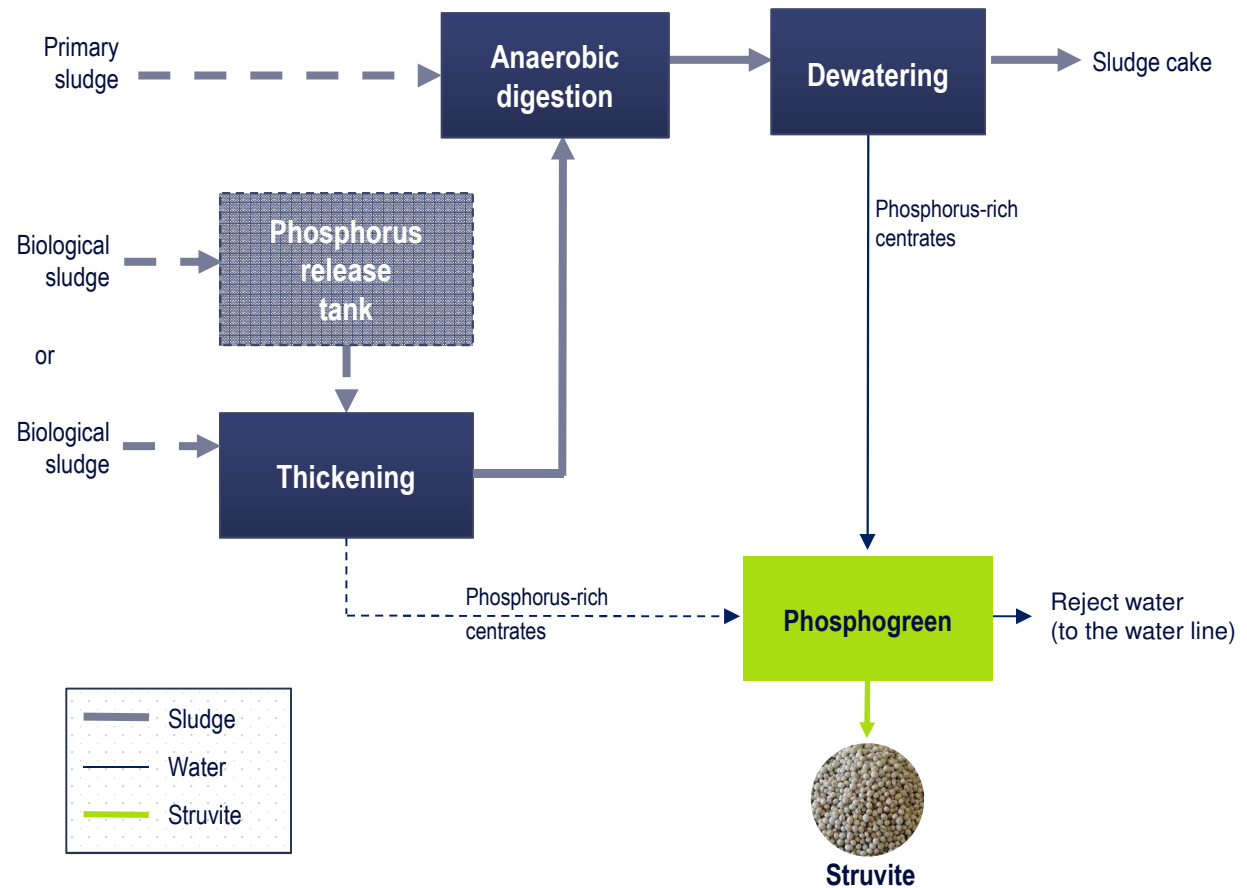 Primary
sludge
Anaerobic
digestion
Dewatering
Sludge cake
Biological
sludge
Phosphorus
release
tank
Phosphorus-rich
centrates
or
Biological
sludge
Thickening
Phosphorus-rich
centrates
Phosphogreen
Reject water
(to the water line)
Sludge
Water
Struvite
Struvite